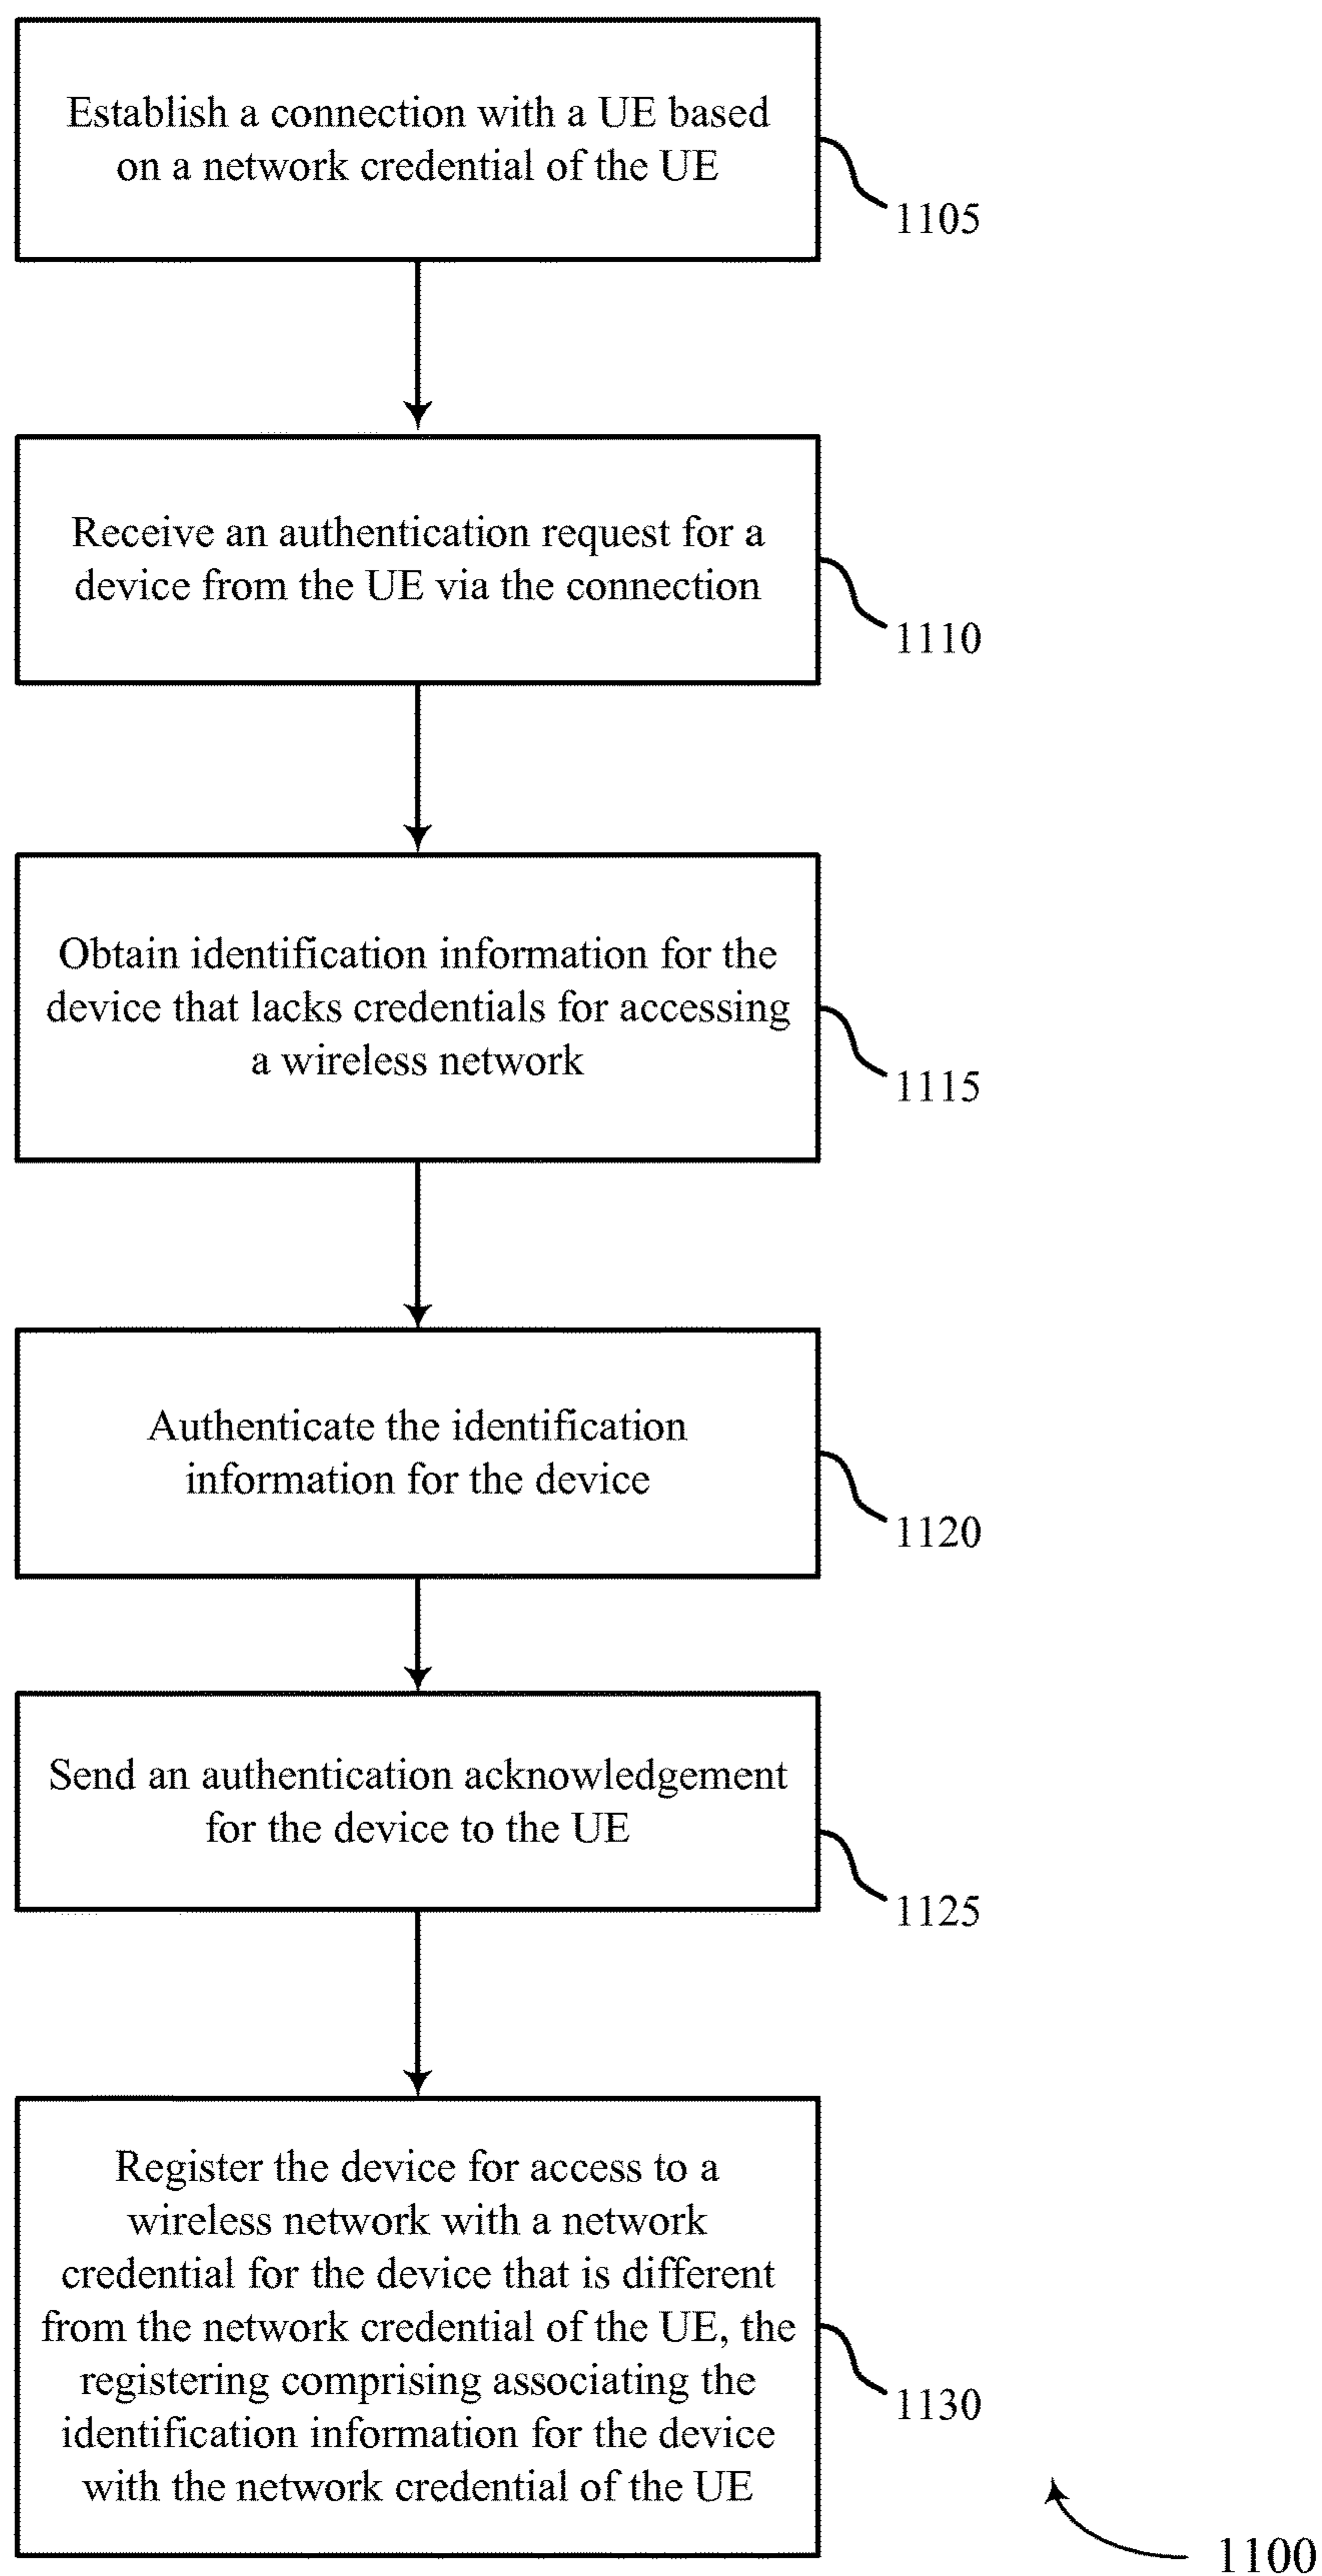 Establish a connection with a UE based
on a network credential of the UE
1105
Receive an authentication request for a
device from the UE via the connection
1110
Obtain identification information for the
device that lacks credentials for accessing
a wireless network
1115
Authenticate the identification
information for the device
1120
Send an authentication acknowledgement
for the device to the UE
1125
Register the device for access to a
wireless network with a network
credential for the device that is different
from the network credential of the UE, the
registering comprising associating the
identification information for the device
with the network credential of the UE
1130
1100